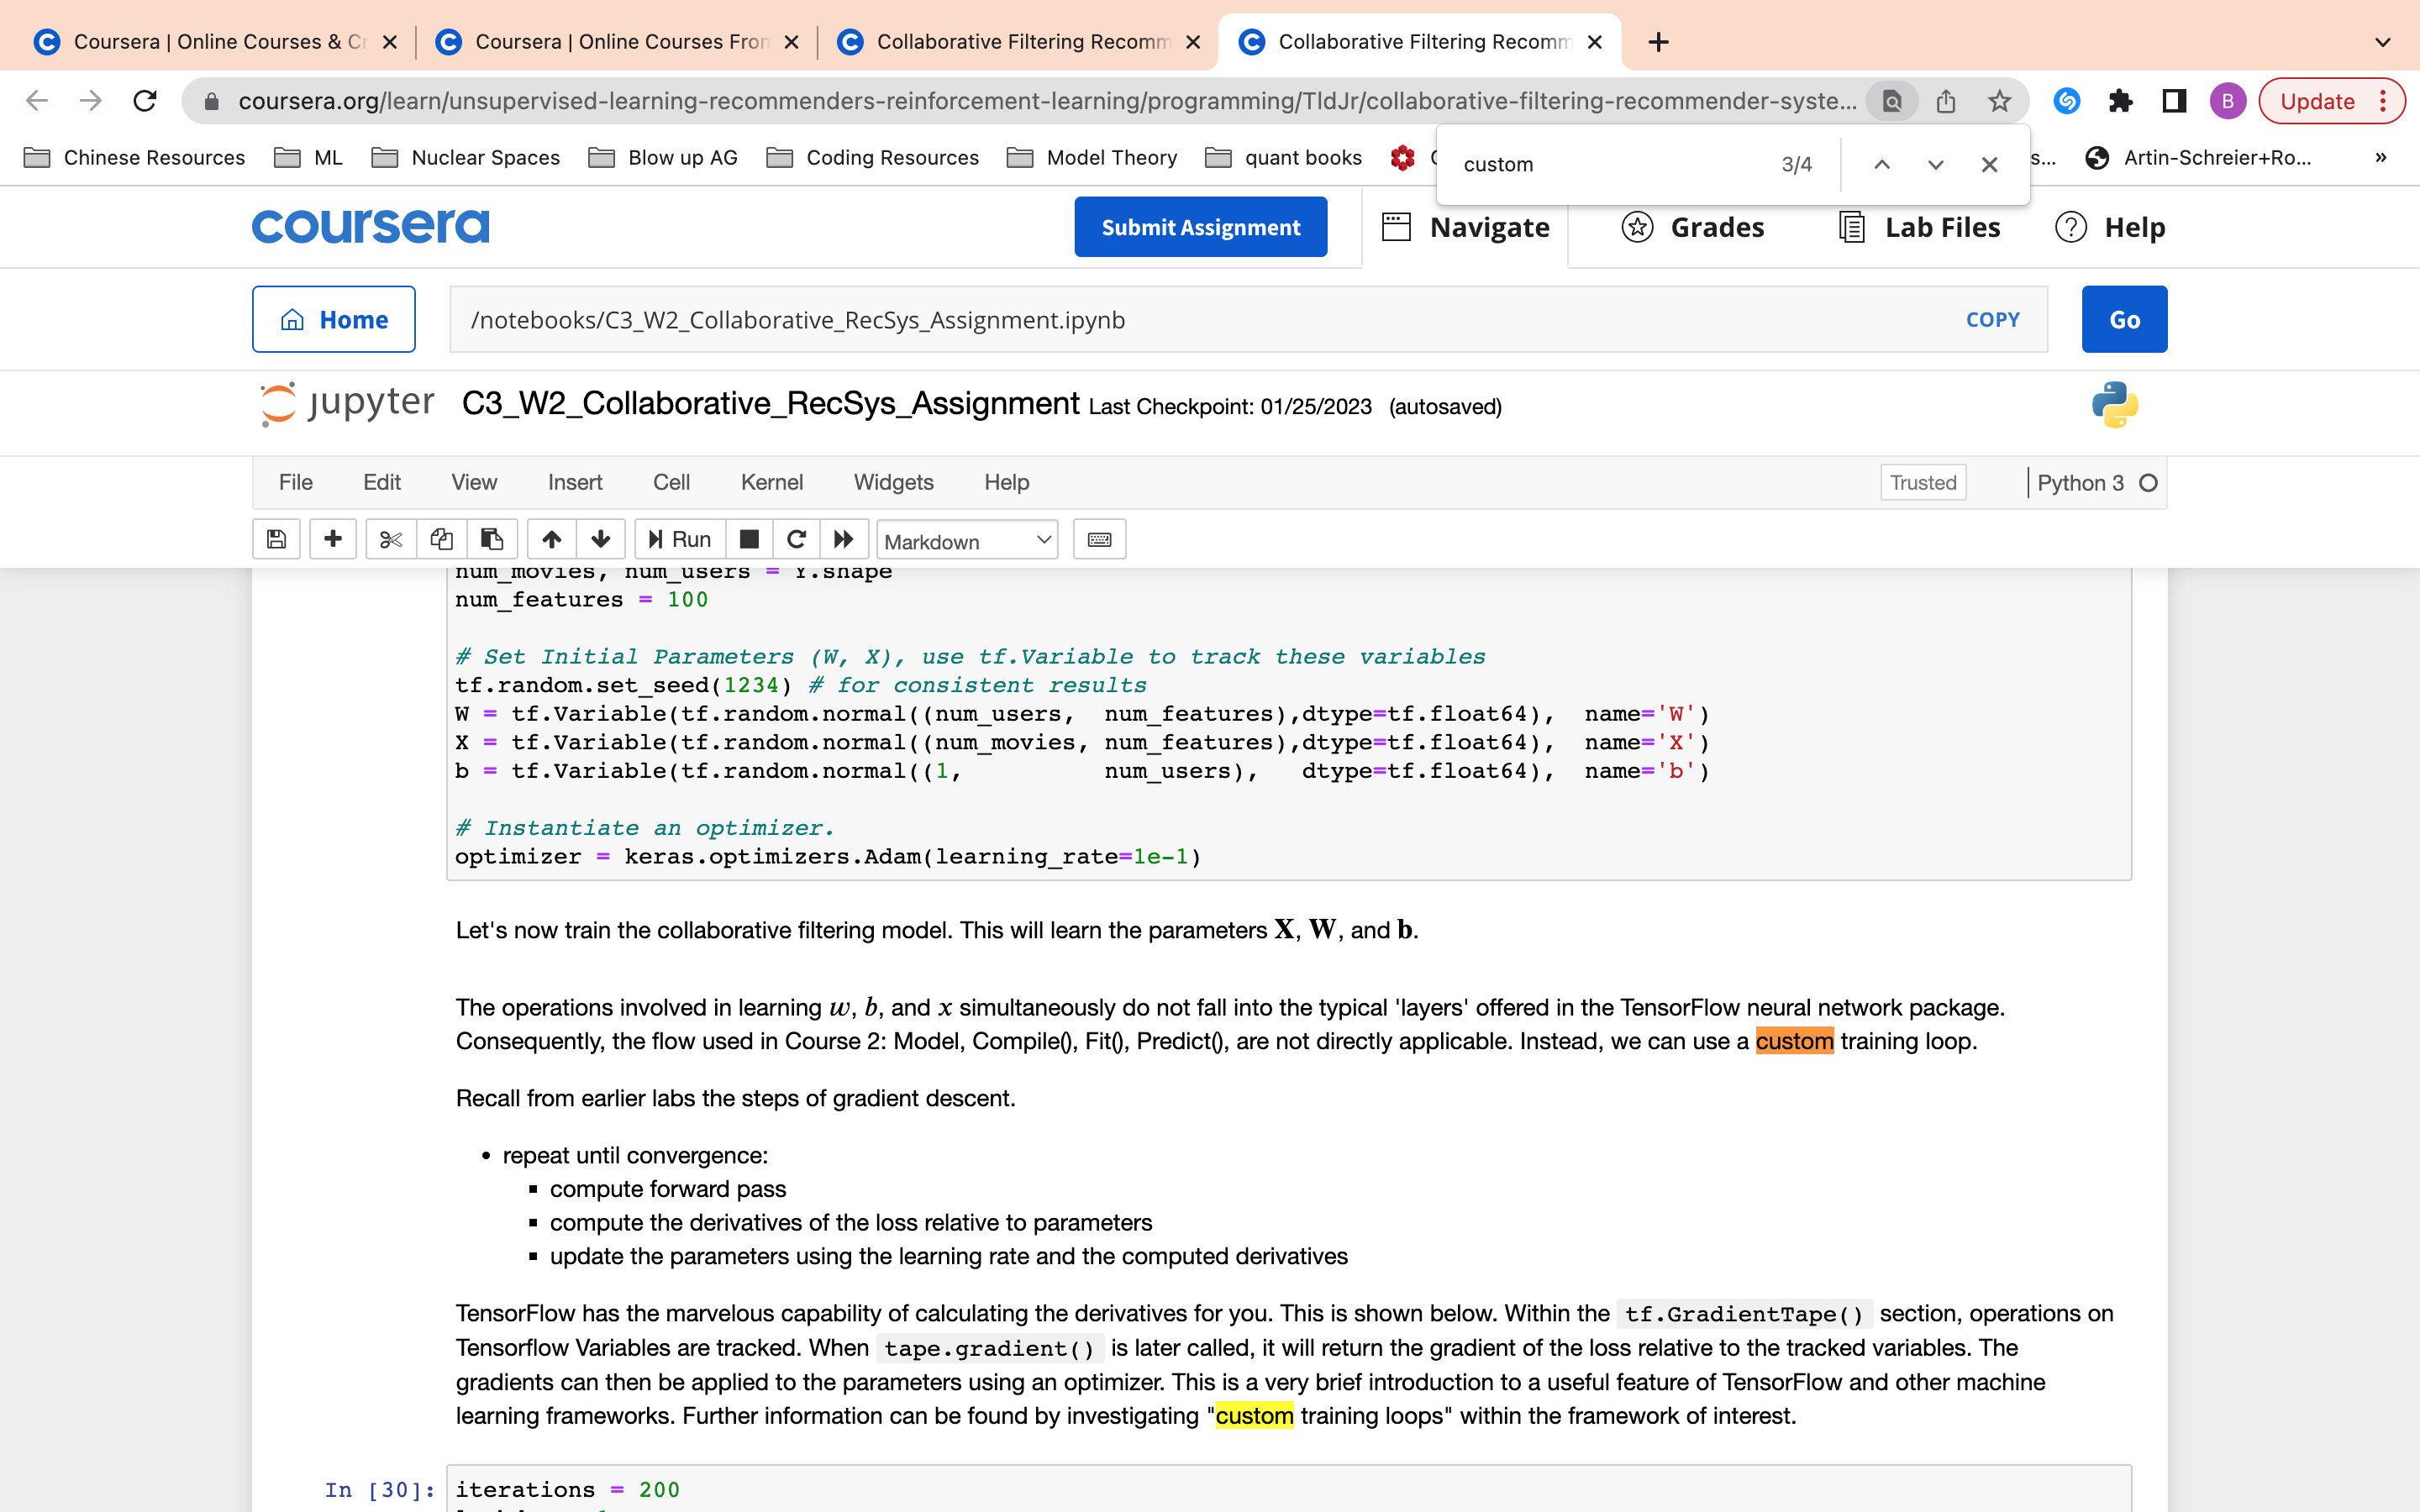 Coursera | Online Courses & Cr
Coursera | Online Courses From
Collaborative Filtering Recomm
Collaborative Filtering Recomm
coursera.org/learn/unsupervised-learning-recommenders-reinforcement-learning/programming/TldJr/collaborative-filtering-recommender-syste...
B
Update
Chinese Resources
ML
Nuclear Spaces
Blow up AG
Coding Resources
Model Theory
quant books
s...
Artin-Schreier+Ro...
»
custom 3/4
coursera
Submit Assignment
Navigate
Grades
Lab Files
Help
Home
/notebooks/C3_W2_Collaborative_RecSys_Assignment.ipynb
COPY
Go
jupyter C3_W2_Collaborative_RecSys_Assignment Last Checkpoint: 01/25/2023 (autosaved)
File Edit View Insert Cell Kernel Widgets Help
Trusted
Python 3
Run
Markdown
num_movies, num_users = Y.shape
num_features = 100
# Set Initial Parameters (W, X), use tf.Variable to track these variables
tf.random.set_seed(1234) # for consistent results
W = tf.Variable(tf.random.normal((num_users,  num_features),dtype=tf.float64),  name='W')
X = tf.Variable(tf.random.normal((num_movies, num_features),dtype=tf.float64),  name='X')
b = tf.Variable(tf.random.normal((1,          num_users),   dtype=tf.float64),  name='b')
# Instantiate an optimizer.
optimizer = keras.optimizers.Adam(learning_rate=1e-1)
Let's now train the collaborative filtering model. This will learn the parameters X, W, and b.
The operations involved in learning w, b, and x simultaneously do not fall into the typical 'layers' offered in the TensorFlow neural network package.
Consequently, the flow used in Course 2: Model, Compile(), Fit(), Predict(), are not directly applicable. Instead, we can use a custom training loop.
Recall from earlier labs the steps of gradient descent.
• repeat until convergence:
▪ compute forward pass
▪ compute the derivatives of the loss relative to parameters
▪ update the parameters using the learning rate and the computed derivatives
TensorFlow has the marvelous capability of calculating the derivatives for you. This is shown below. Within the tf.GradientTape() section, operations on
Tensorflow Variables are tracked. When tape.gradient() is later called, it will return the gradient of the loss relative to the tracked variables. The
gradients can then be applied to the parameters using an optimizer. This is a very brief introduction to a useful feature of TensorFlow and other machine
learning frameworks. Further information can be found by investigating "custom training loops" within the framework of interest.
In [30]: iterations = 200